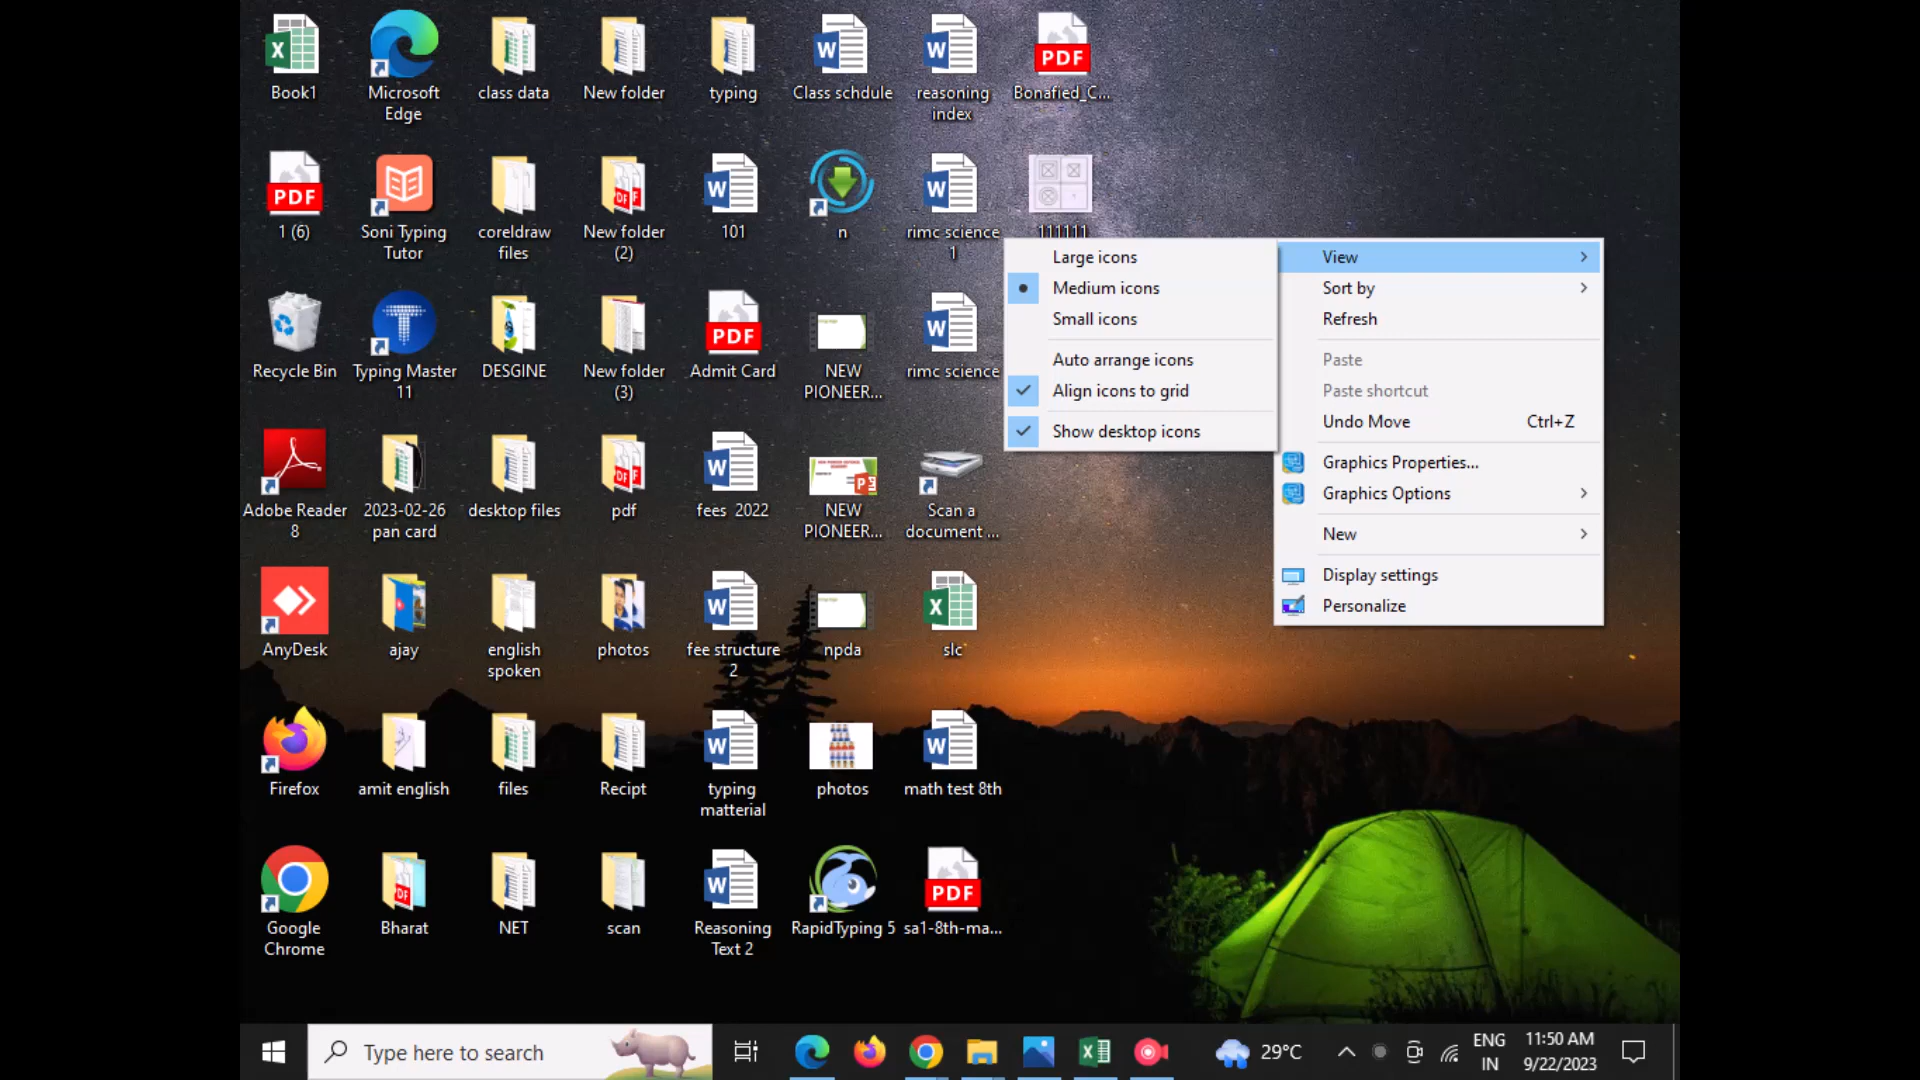 Book1
Microsoft
Edge
class data
New folder
typing
Class schdule
reasoning
index
Bonafied_C...
1 (6)
Soni Typing
Tutor
coreldraw
files
New folder
(2)
101
n
rimc science
1
111111
Recycle Bin
Typing Master
11
DESGINE
New folder
(3)
Admit Card
NEW
PIONEER...
rimc science
Adobe Reader
8
2023-02-26
pan card
desktop files
pdf
fees 2022
NEW
PIONEER...
Scan a
document ...
AnyDesk
ajay
english
spoken
photos
fee structure
2
npda
slc
Firefox
amit english
files
Recipt
typing
matterial
photos
math test 8th
Google
Chrome
Bharat
NET
scan
Reasoning
Text 2
RapidTyping 5
sa1-8th-ma...
PDF
PDF
PDF
PDF
Large icons
Medium icons
Small icons
Auto arrange icons
Align icons to grid
Show desktop icons
View
Sort by
Refresh
Paste
Paste shortcut
Undo Move Ctrl+Z
Graphics Properties...
Graphics Options
New
Display settings
Personalize
Type here to search
29°C
ENG
IN
11:50 AM
9/22/2023